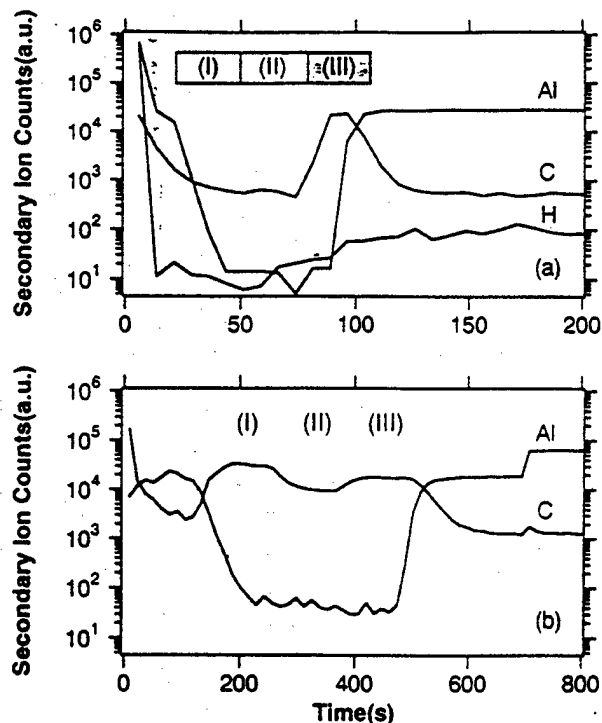 Secondary Ion Counts(a.u.)
10⁶
10⁵
10⁴
10³
10²
10¹
(I) (II) (III)
Al
C
H
(a)
0 50 100 150 200
Secondary Ion Counts(a.u.)
10⁶
10⁵
10⁴
10³
10²
10¹
(I) (II) (III)
Al
C
(b)
0 200 400 600 800
Time(s)